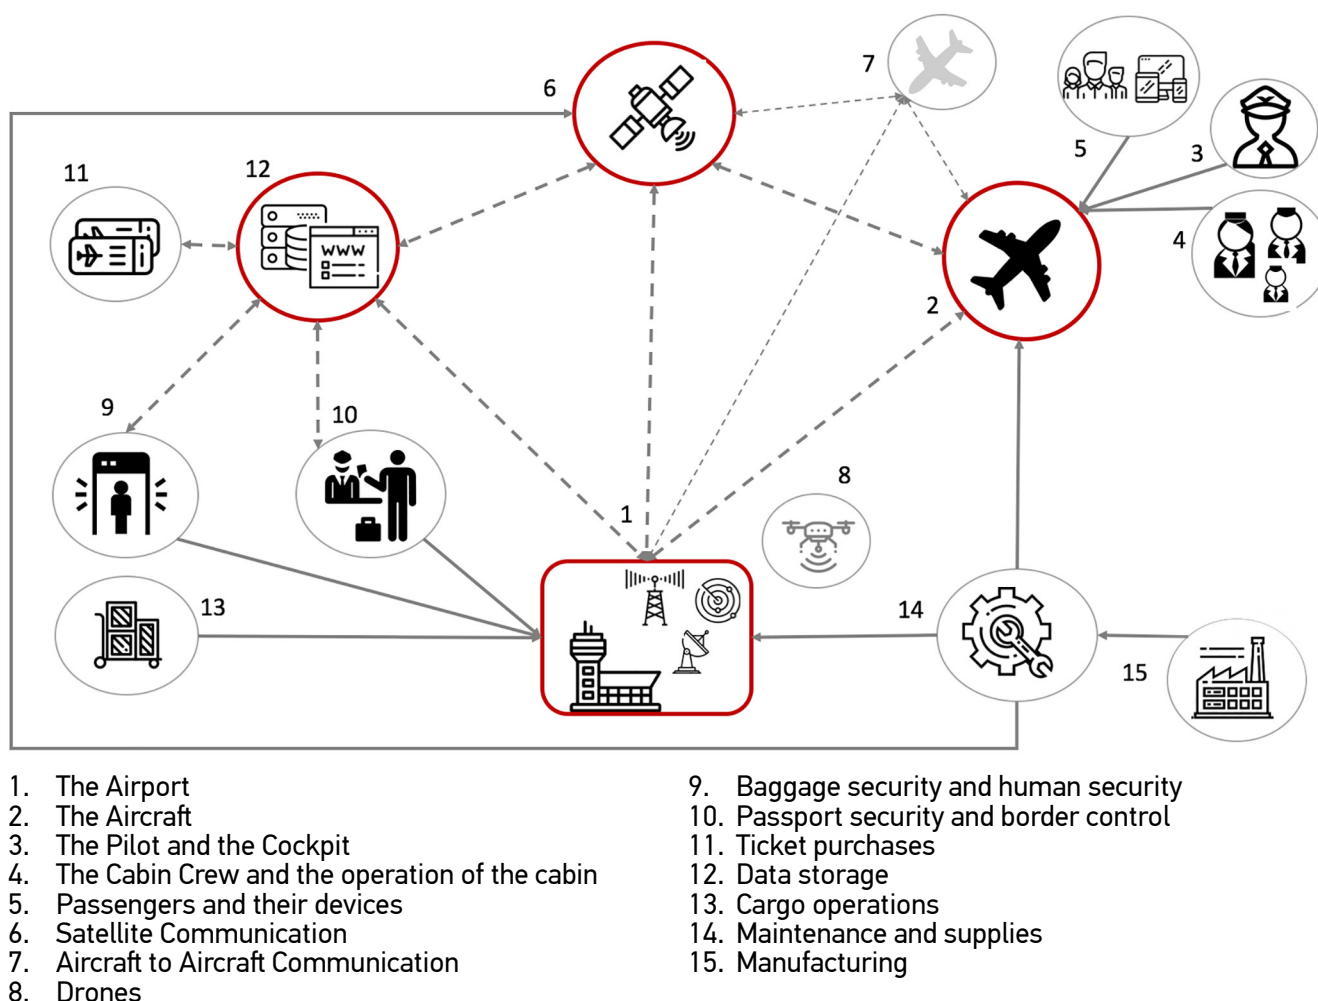 6
7
5
3
11
12
4
2
9
10
1
8
13
14
15
WWW
1. The Airport
2. The Aircraft
3. The Pilot and the Cockpit
4. The Cabin Crew and the operation of the cabin
5. Passengers and their devices
6. Satellite Communication
7. Aircraft to Aircraft Communication
8. Drones
9. Baggage security and human security
10. Passport security and border control
11. Ticket purchases
12. Data storage
13. Cargo operations
14. Maintenance and supplies
15. Manufacturing